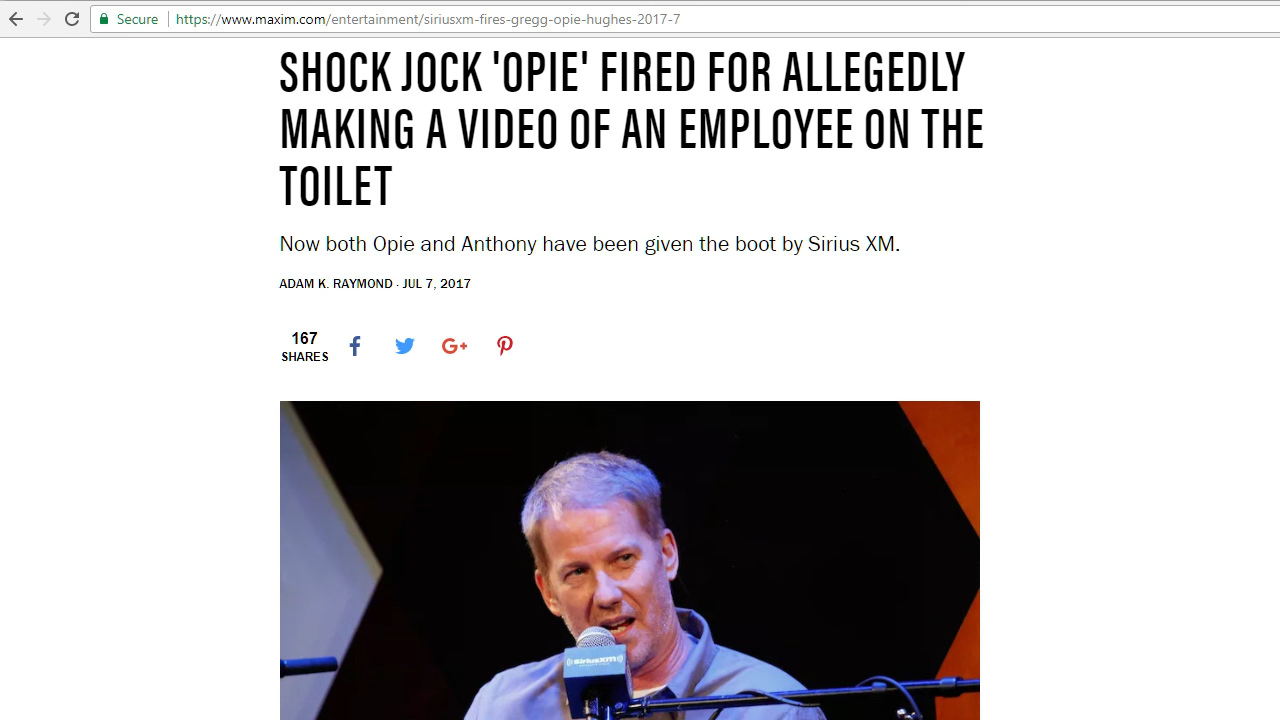 Secure https://www.maxim.com/entertainment/siriusxm-fires-gregg-opie-hughes-2017-7
SHOCK JOCK 'OPIE' FIRED FOR ALLEGEDLY
MAKING A VIDEO OF AN EMPLOYEE ON THE
TOILET
Now both Opie and Anthony have been given the boot by Sirius XM.
ADAM K. RAYMOND · JUL 7, 2017
167
SHARES
SiriusXM